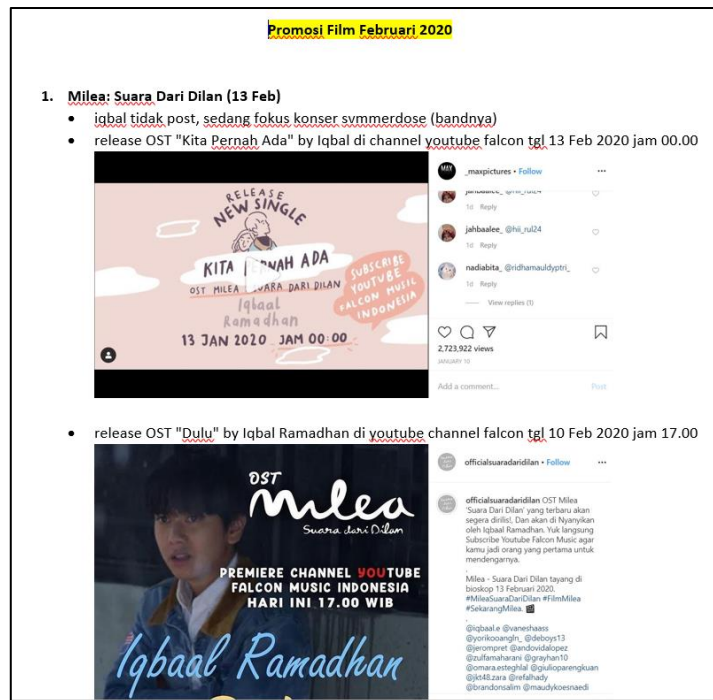 Promosi Film Februari 2020
1. Milea: Suara Dari Dilan (13 Feb)
• iqbal tidak post, sedang fokus konser svmmerdose (bandnya)
• release OST "Kita Pernah Ada" by Iqbal di channel youtube falcon tgl 13 Feb 2020 jam 00.00
RELEASE
NEW SINGLE
KITA PERNAH ADA
OST MILEA SUARA DARI DILAN
Iqbaal
Ramadhan
13 JAN 2020 JAM 00:00
SUBSCRIBE
YOUTUBE
FALCON MUSIC
INDONESIA
MAX
_maxpictures • Follow
1d Reply
jahbaalee_ @hii_rul24
1d Reply
nadiabita_ @ridhamauldyptri_
1d Reply
View replies (1)
2,723,922 views
JANUARY 10
Add a comment...
Post
• release OST "Dulu" by Iqbal Ramadhan di youtube channel falcon tgl 10 Feb 2020 jam 17.00
OST
Milea
Suara dari Dilan
PREMIERE CHANNEL YOUTUBE
FALCON MUSIC INDONESIA
HARI INI 17.00 WIB
Iqbaal Ramadhan
officialsuaradaridilan • Follow
officialsuaradaridilan OST Milea
'Suara Dari Dilan' yang terbaru akan
segera dirilis!, Dan akan di Nyanyikan
oleh Iqbaal Ramadhan. Yuk langsung
Subscribe Youtube Falcon Music agar
kamu jadi orang yang pertama untuk
mendengarnya.
.
Milea - Suara Dari Dilan tayang di
bioskop 13 Februari 2020.
#MileaSuaraDariDilan #FilmMilea
#SekarangMilea.
.
@iqbaal.e @vaneshaass
@yorikooangln_ @deboys13
@jerompret @andovidalopez
@zulfamaharani @grayhan10
@omara.esteghlal @giulioparengkuan
@jkt48.zara @refalhady
@brandonsalim @maudykoesnaedi